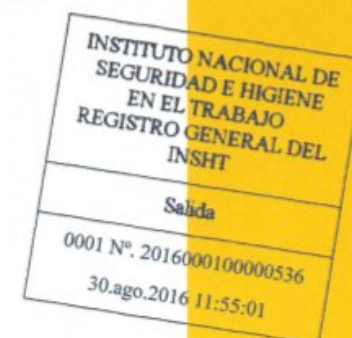 INSTITUTO NACIONAL DE
SEGURIDAD E HIGIENE
EN EL TRABAJO
REGISTRO GENERAL DEL
INSHT
Salida
0001 Nº. 2016000100000536
30.ago.2016 11:55:01